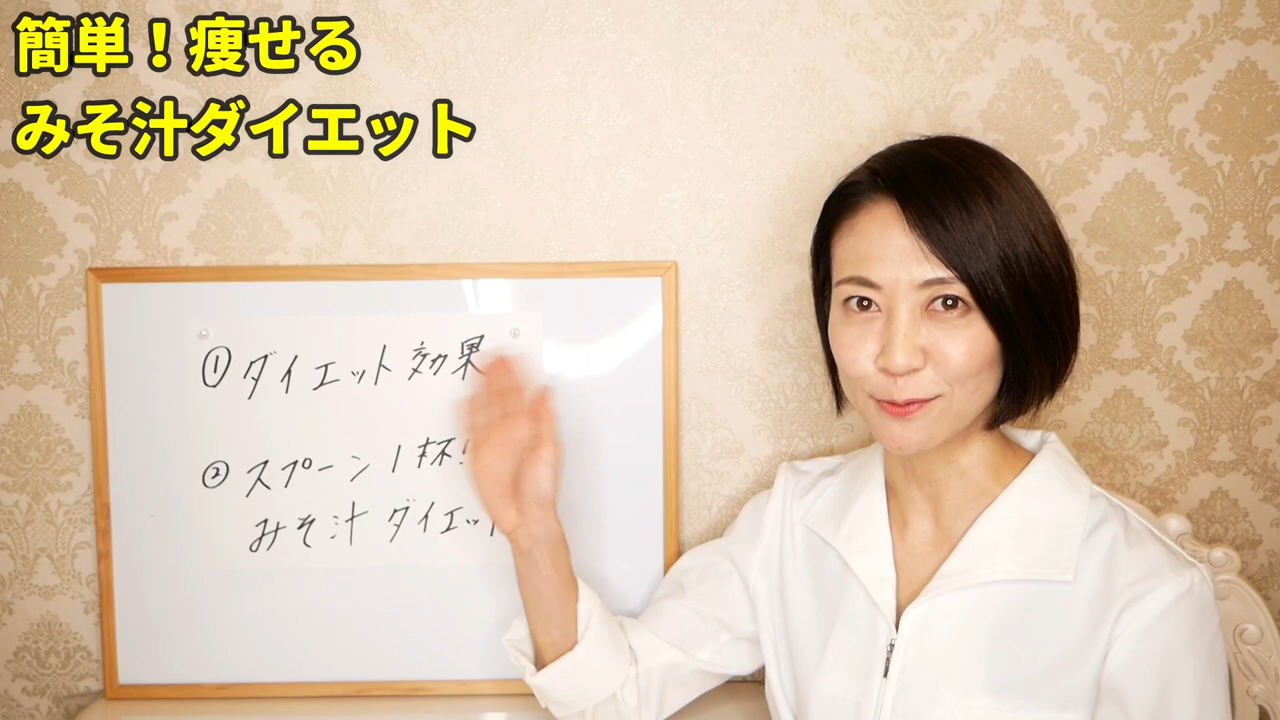 簡単！痩せる
みそ汁ダイエット
①ダイエット効果
②スプーン1杯!
みそ汁ダイエット